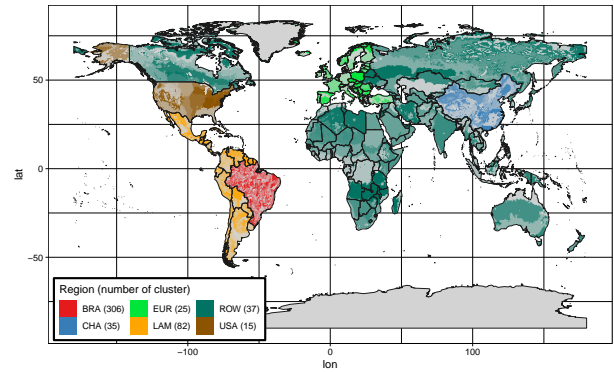 lat
50
0
−50
−100
0
100
lon
Region (number of cluster)
BRA (306) EUR (25) ROW (37)
CHA (35) LAM (82) USA (15)